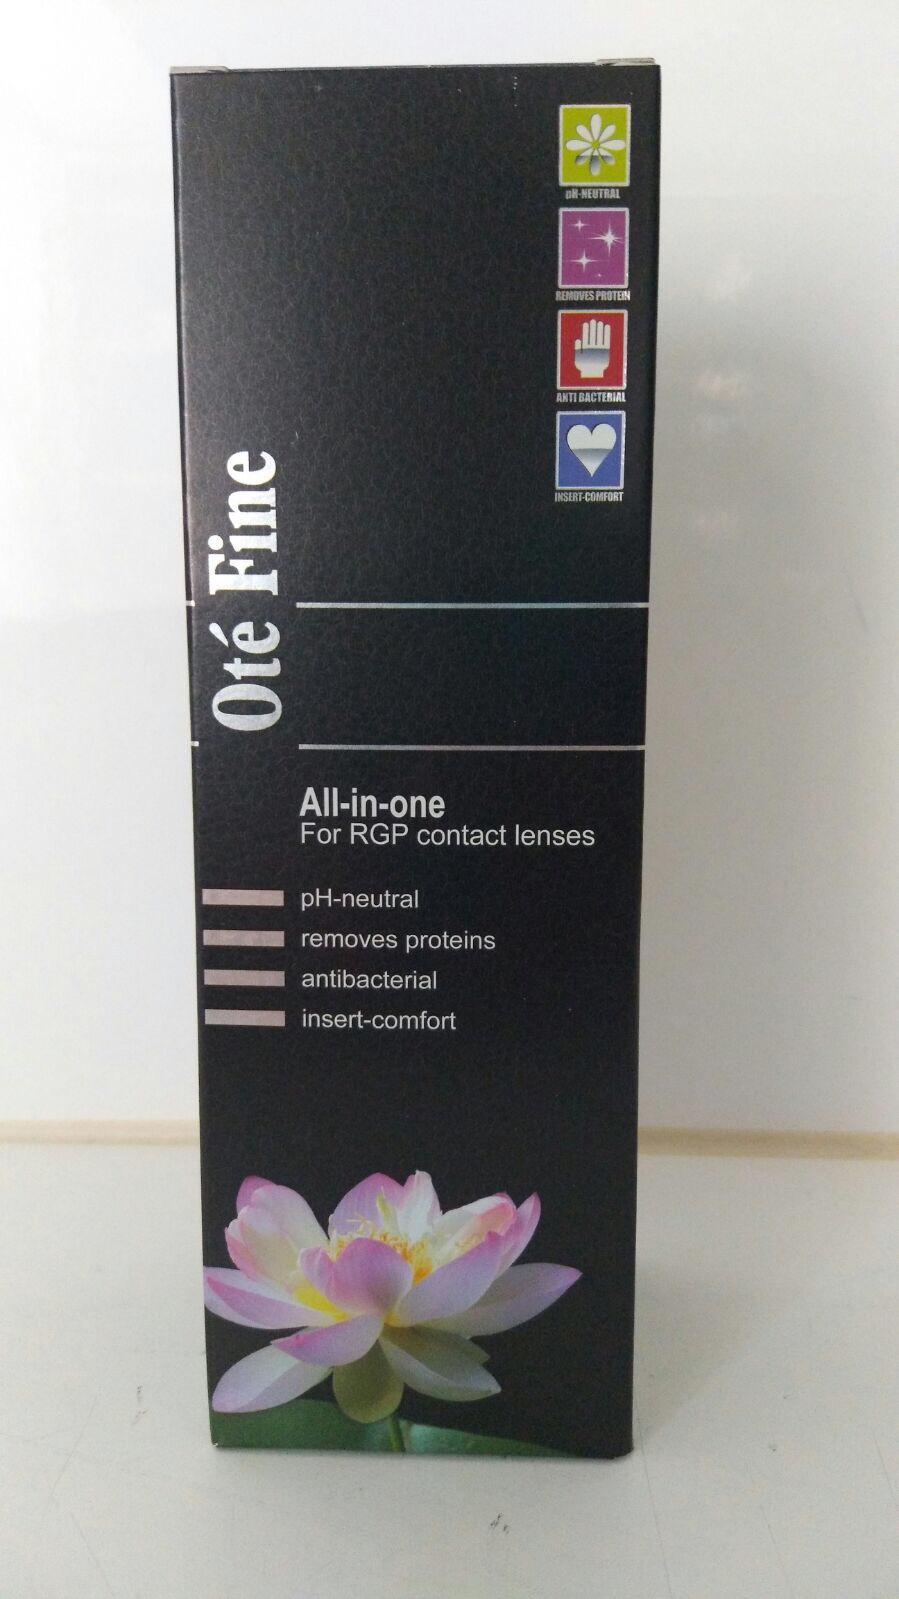 pH-NEUTRAL
REMOVES PROTEIN
ANTI BACTERIAL
INSERT-COMFORT
Oté Fine
All-in-one
For RGP contact lenses
pH-neutral
removes proteins
antibacterial
insert-comfort